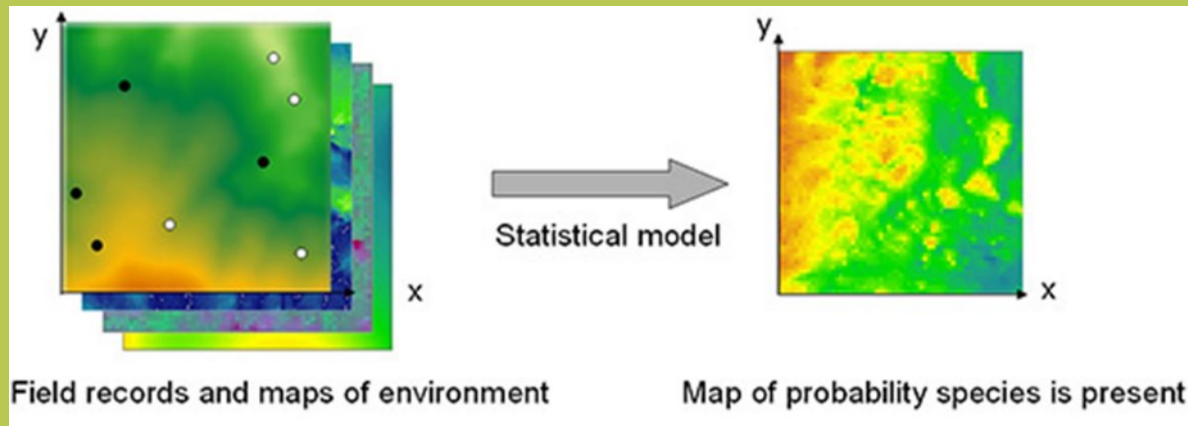 y
x
Field records and maps of environment
Statistical model
y
x
Map of probability species is present